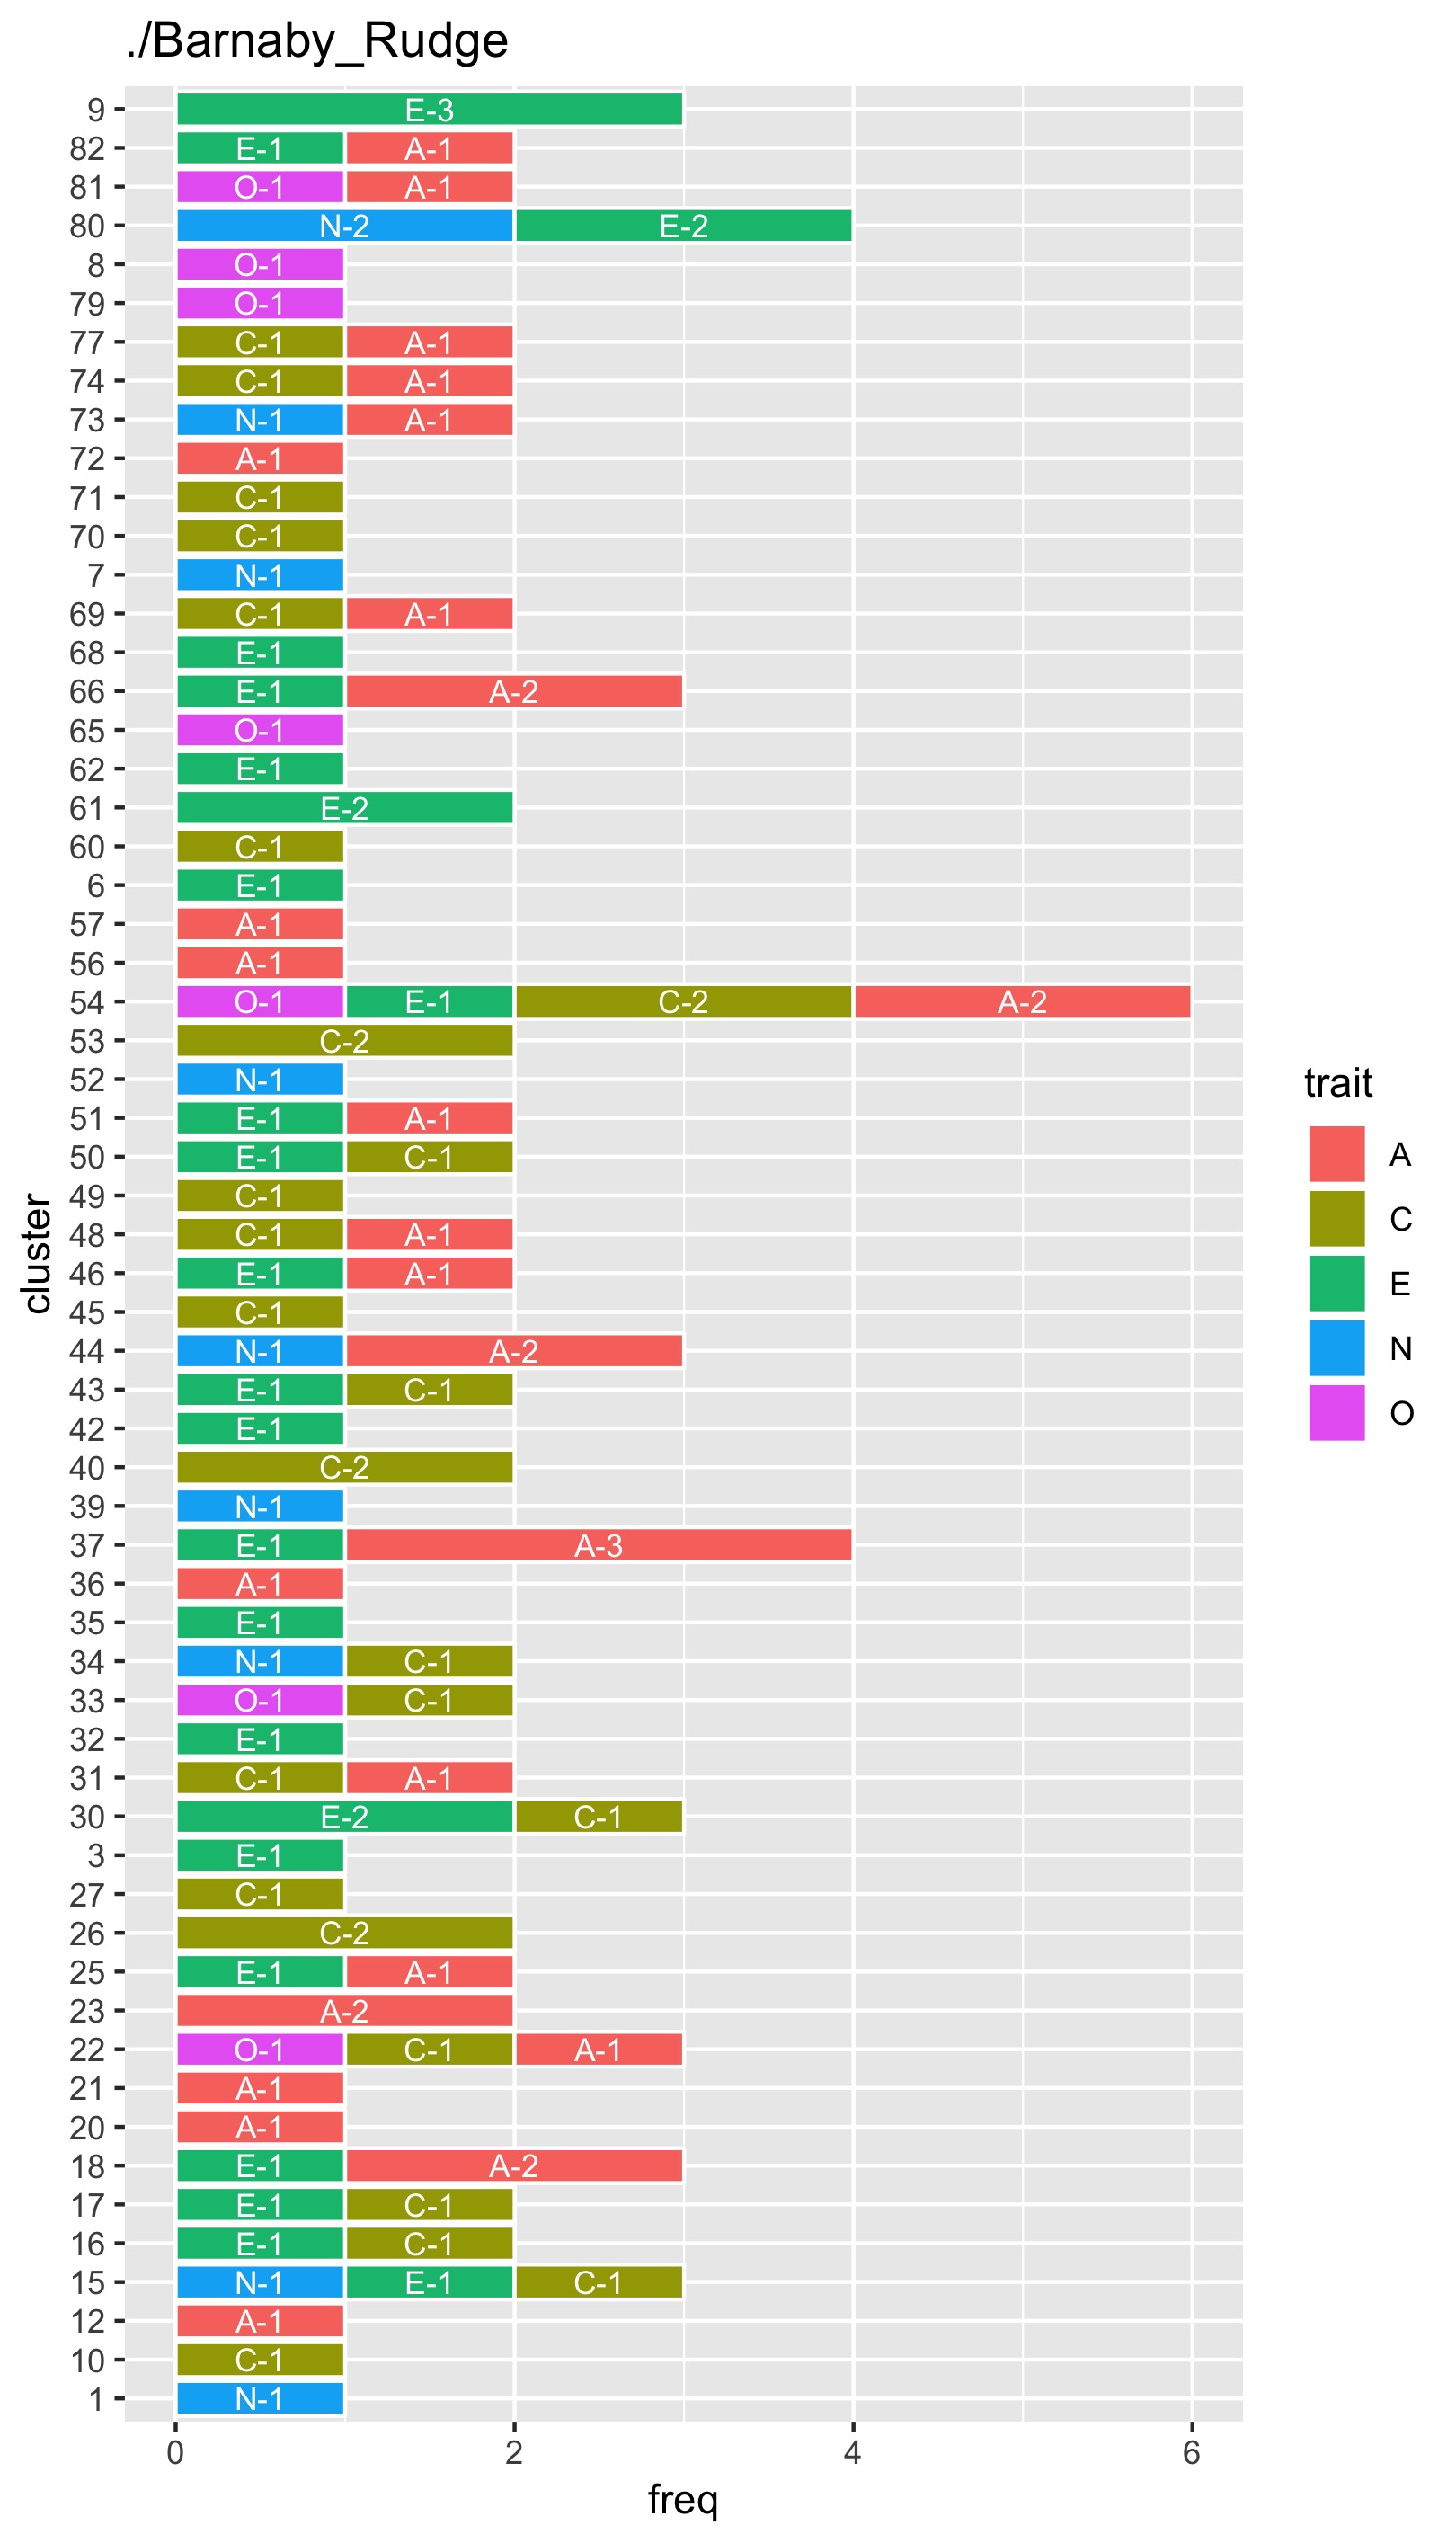 ./Barnaby_Rudge
9 E-3
82 E-1 A-1
81 O-1 A-1
80 N-2 E-2
8 O-1
79 O-1
77 C-1 A-1
74 C-1 A-1
73 N-1 A-1
72 A-1
71 C-1
70 C-1
7 N-1
69 C-1 A-1
68 E-1
66 E-1 A-2
65 O-1
62 E-1
61 E-2
60 C-1
6 E-1
57 A-1
56 A-1
54 O-1 E-1 C-2 A-2
53 C-2
52 N-1
51 E-1 A-1
50 E-1 C-1
49 C-1
48 C-1 A-1
46 E-1 A-1
45 C-1
44 N-1 A-2
43 E-1 C-1
42 E-1
40 C-2
39 N-1
37 E-1 A-3
36 A-1
35 E-1
34 N-1 C-1
33 O-1 C-1
32 E-1
31 C-1 A-1
30 E-2 C-1
3 E-1
27 C-1
26 C-2
25 E-1 A-1
23 A-2
22 O-1 C-1 A-1
21 A-1
20 A-1
18 E-1 A-2
17 E-1 C-1
16 E-1 C-1
15 N-1 E-1 C-1
12 A-1
10 C-1
1 N-1
0 2 4 6
freq
cluster
trait
A
C
E
N
O